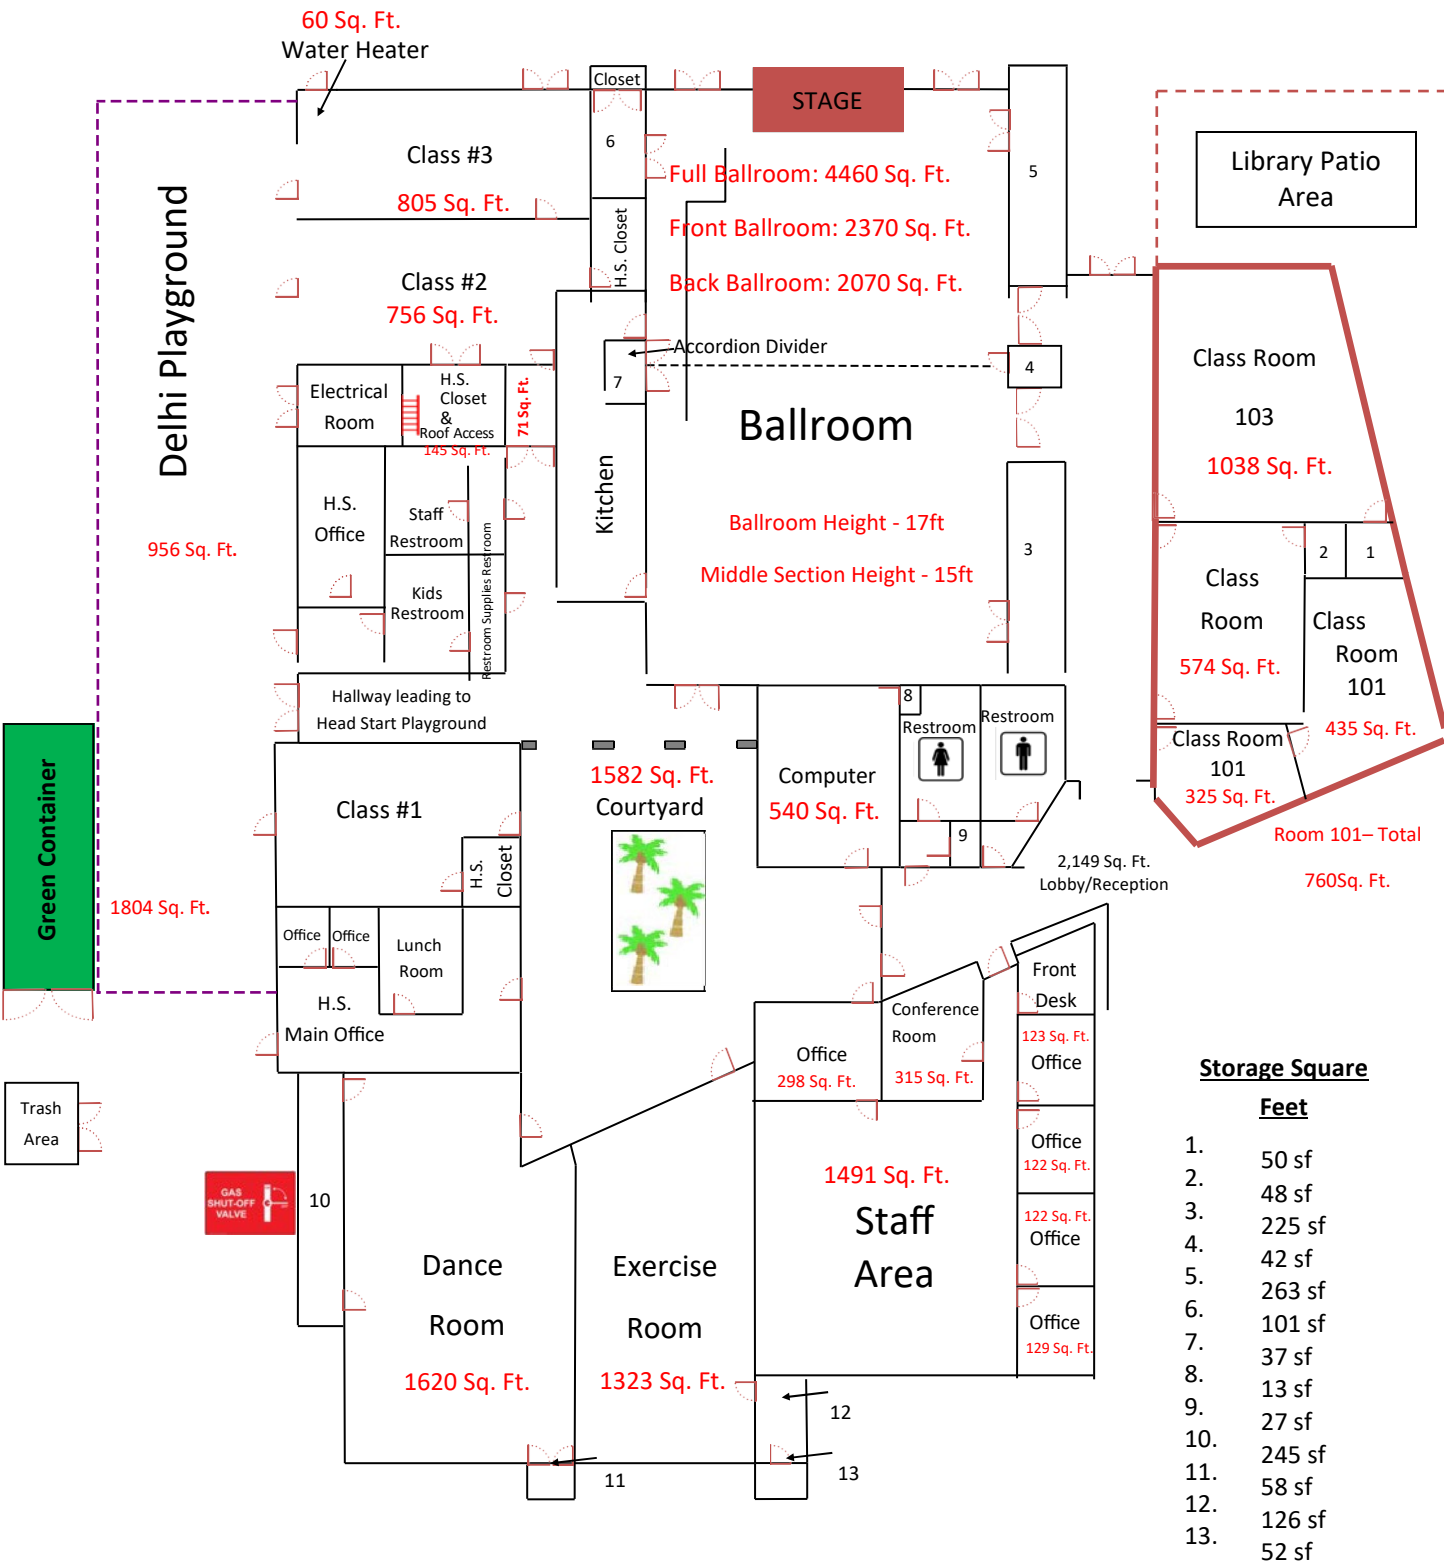 60 Sq. Ft.
Water Heater
Closet
STAGE
Class #3
805 Sq. Ft.
6
5
Full Ballroom: 4460 Sq. Ft.
Front Ballroom: 2370 Sq. Ft.
Back Ballroom: 2070 Sq. Ft.
Library Patio
Area
Delhi Playground
H.S. Closet
Class #2
756 Sq. Ft.
Accordion Divider
7
4
Class Room
103
1038 Sq. Ft.
Electrical
Room
H.S.
Closet
&
Roof Access
145 Sq. Ft.
71 Sq. Ft.
Ballroom
Kitchen
H.S.
Office
Staff
Restroom
Kids
Restroom
Restroom Supplies Restroom
956 Sq. Ft.
Ballroom Height - 17ft
Middle Section Height - 15ft
3
2
1
Class
Room
574 Sq. Ft.
Class
Room
101
435 Sq. Ft.
Hallway leading to
Head Start Playground
8
Restroom
Restroom
Class Room
101
325 Sq. Ft.
Room 101– Total
760Sq. Ft.
Green Container
Class #1
H.S.
Closet
1582 Sq. Ft.
Courtyard
Computer
540 Sq. Ft.
9
2,149 Sq. Ft.
Lobby/Reception
1804 Sq. Ft.
Office
Office
Lunch
Room
H.S.
Main Office
Front
Desk
Conference
Room
315 Sq. Ft.
Office
298 Sq. Ft.
123 Sq. Ft.
Office
Trash
Area
Office
122 Sq. Ft.
122 Sq. Ft.
Office
Office
129 Sq. Ft.
GAS
SHUT-OFF
VALVE
10
1491 Sq. Ft.
Staff
Area
Dance
Room
1620 Sq. Ft.
Exercise
Room
1323 Sq. Ft.
12
11
13
Storage Square
Feet
1. 50 sf
2. 48 sf
3. 225 sf
4. 42 sf
5. 263 sf
6. 101 sf
7. 37 sf
8. 13 sf
9. 27 sf
10. 245 sf
11. 58 sf
12. 126 sf
13. 52 sf